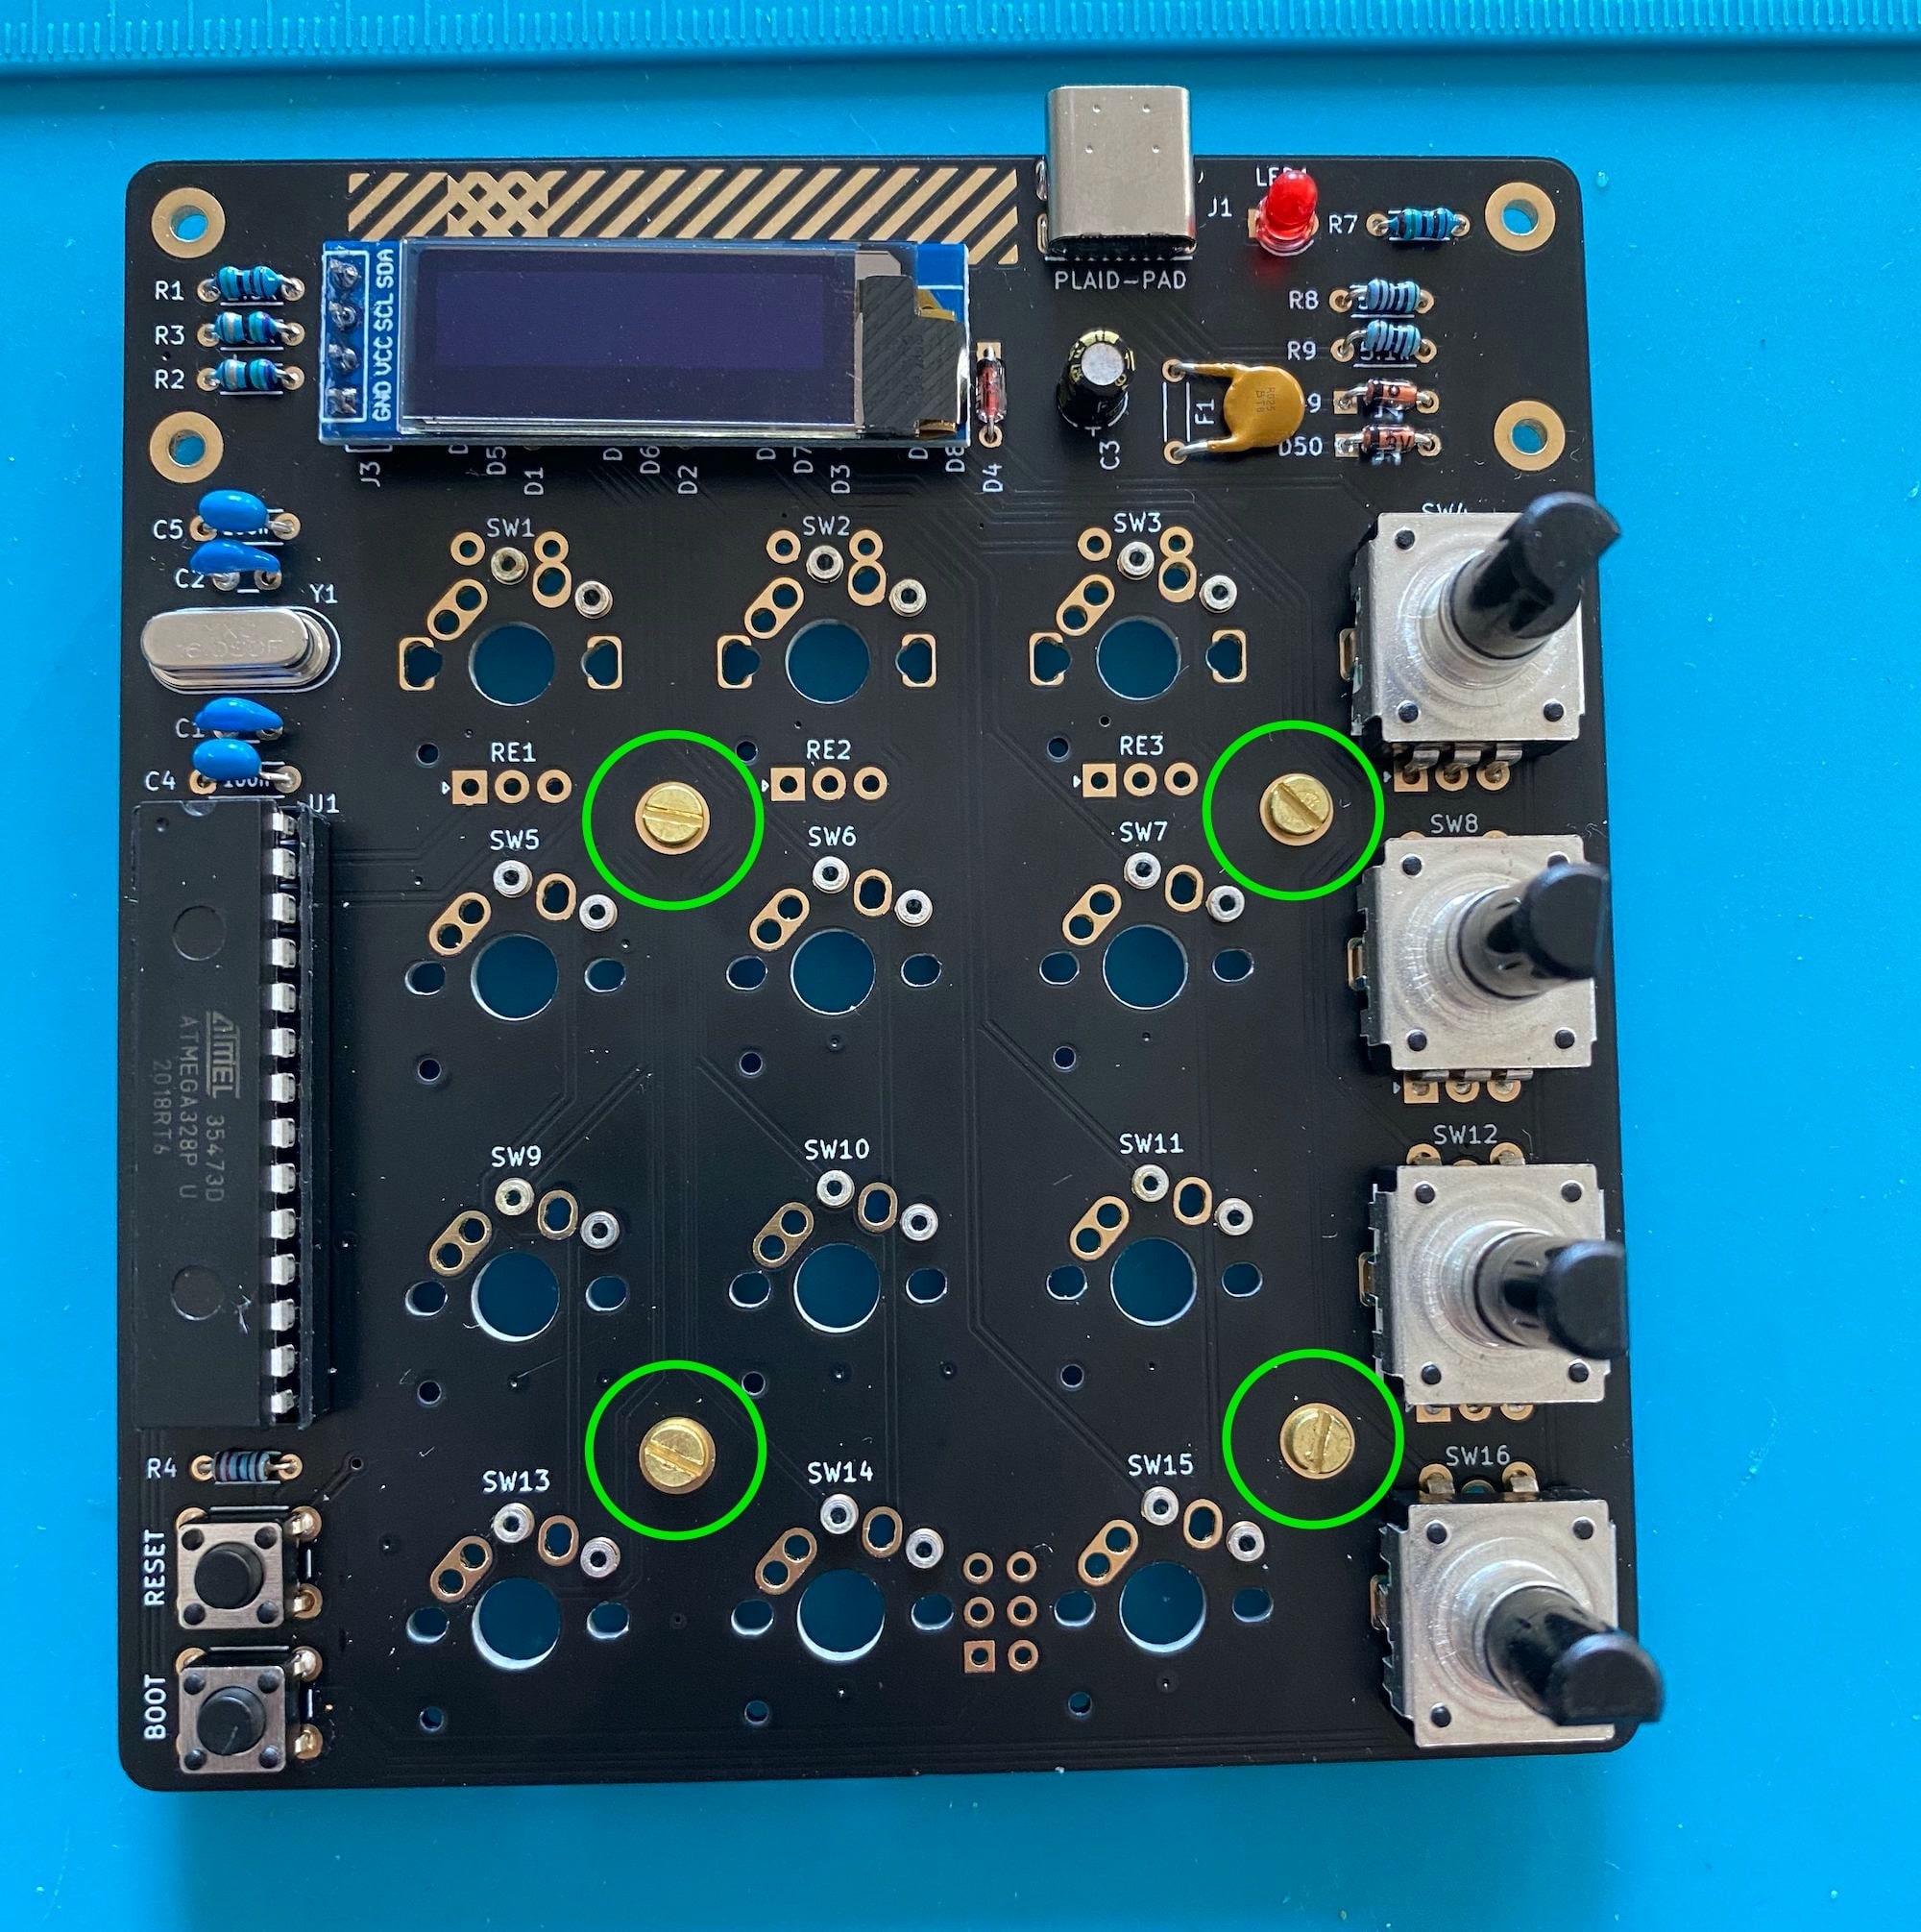 LED1
J1
R7
PLAID-PAD
R1
R3
R2
GND VCC SCL SDA
R8
R9
F1
D50
J3
D5
D1
D6
D2
D7
D3
D8
D4
C3
C5
C2
Y1
SW1
SW2
SW3
SW4
C1
C4
U1
RE1
RE2
RE3
SW5
SW6
SW7
SW8
ATMEL 35473D
ATMEGA328P U
2018RT6
SW9
SW10
SW11
SW12
R4
SW13
SW14
SW15
SW16
RESET
BOOT